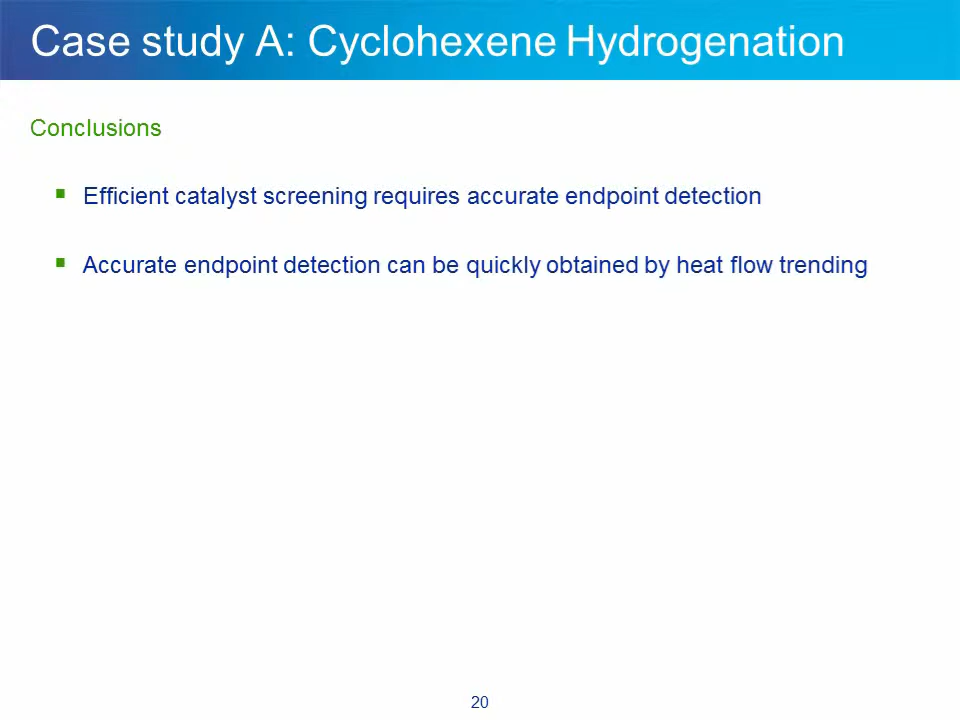 Case study A: Cyclohexene Hydrogenation
Conclusions
Efficient catalyst screening requires accurate endpoint detection
Accurate endpoint detection can be quickly obtained by heat flow trending
20